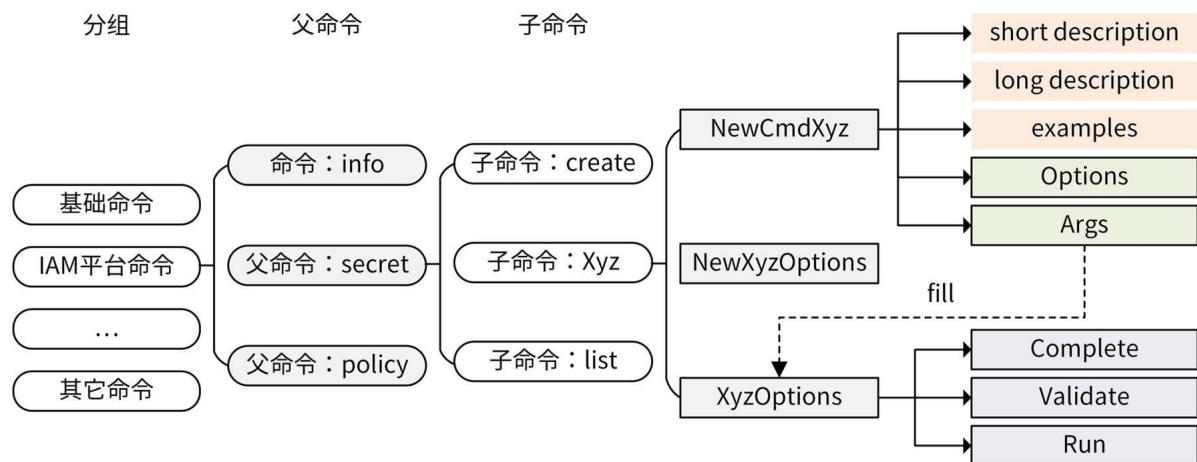 分组
父命令
子命令
基础命令
IAM平台命令
...
其它命令
命令：info
父命令：secret
父命令：policy
子命令：create
子命令：Xyz
子命令：list
NewCmdXyz
NewXyzOptions
XyzOptions
short description
long description
examples
Options
Args
fill
Complete
Validate
Run